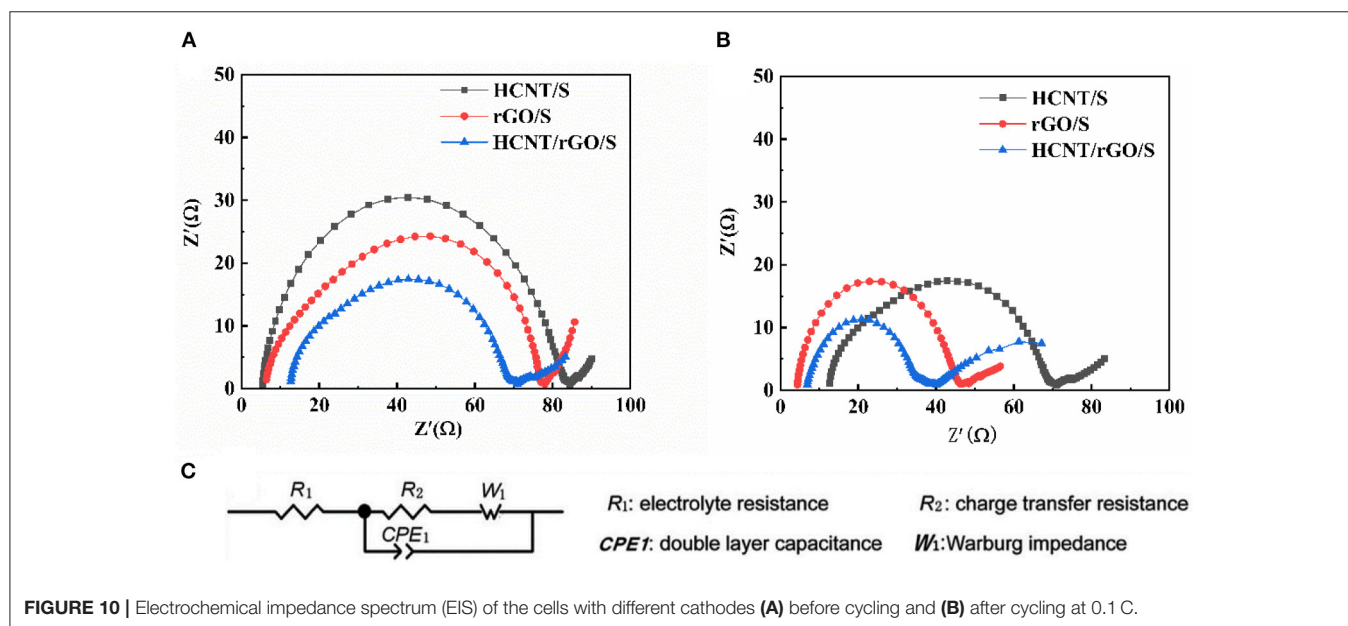 A
50
40
30
20
10
0
Z'(Ω)
HCNT/S
rGO/S
HCNT/rGO/S
0 20 40 60 80 100
Z'(Ω)
B
50
40
30
20
10
0
Z'(Ω)
HCNT/S
rGO/S
HCNT/rGO/S
0 20 40 60 80 100
Z'(Ω)
C
R1 R2 W1
CPE1
R1: electrolyte resistance R2: charge transfer resistance
CPE1: double layer capacitance W1:Warburg impedance
FIGURE 10 | Electrochemical impedance spectrum (EIS) of the cells with different cathodes (A) before cycling and (B) after cycling at 0.1 C.